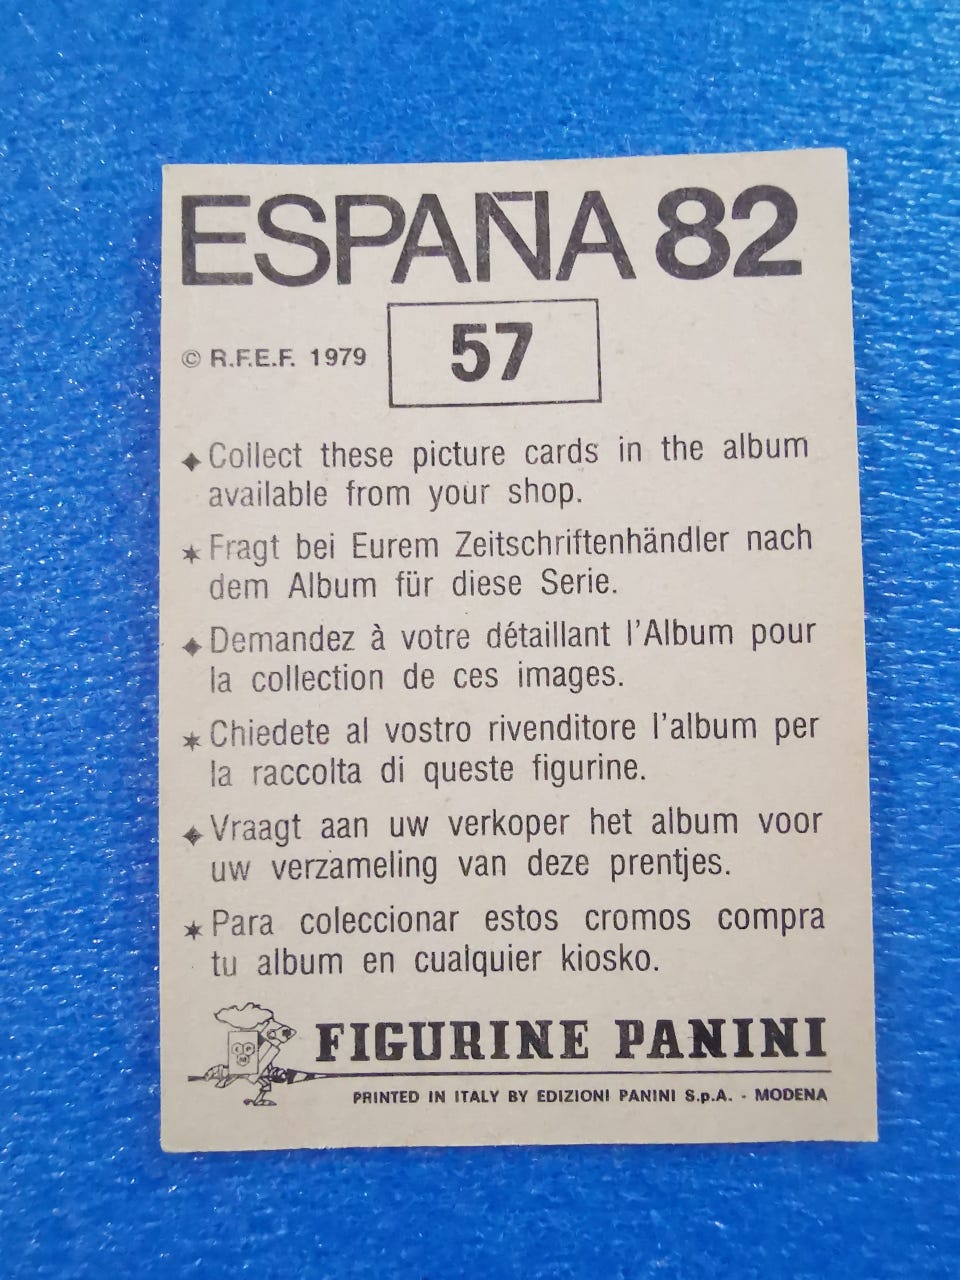 ESPAÑA 82
57
© R.F.E.F. 1979
Collect these picture cards in the album
available from your shop.
Fragt bei Eurem Zeitschriftenhändler nach
dem Album für diese Serie.
Demandez à votre détaillant l'Album pour
la collection de ces images.
Chiedete al vostro rivenditore l'album per
la raccolta di queste figurine.
Vraagt aan uw verkoper het album voor
uw verzameling van deze prentjes.
Para coleccionar estos cromos compra
tu album en cualquier kiosko.
FIGURINE PANINI
PRINTED IN ITALY BY EDIZIONI PANINI S.p.A. - MODENA